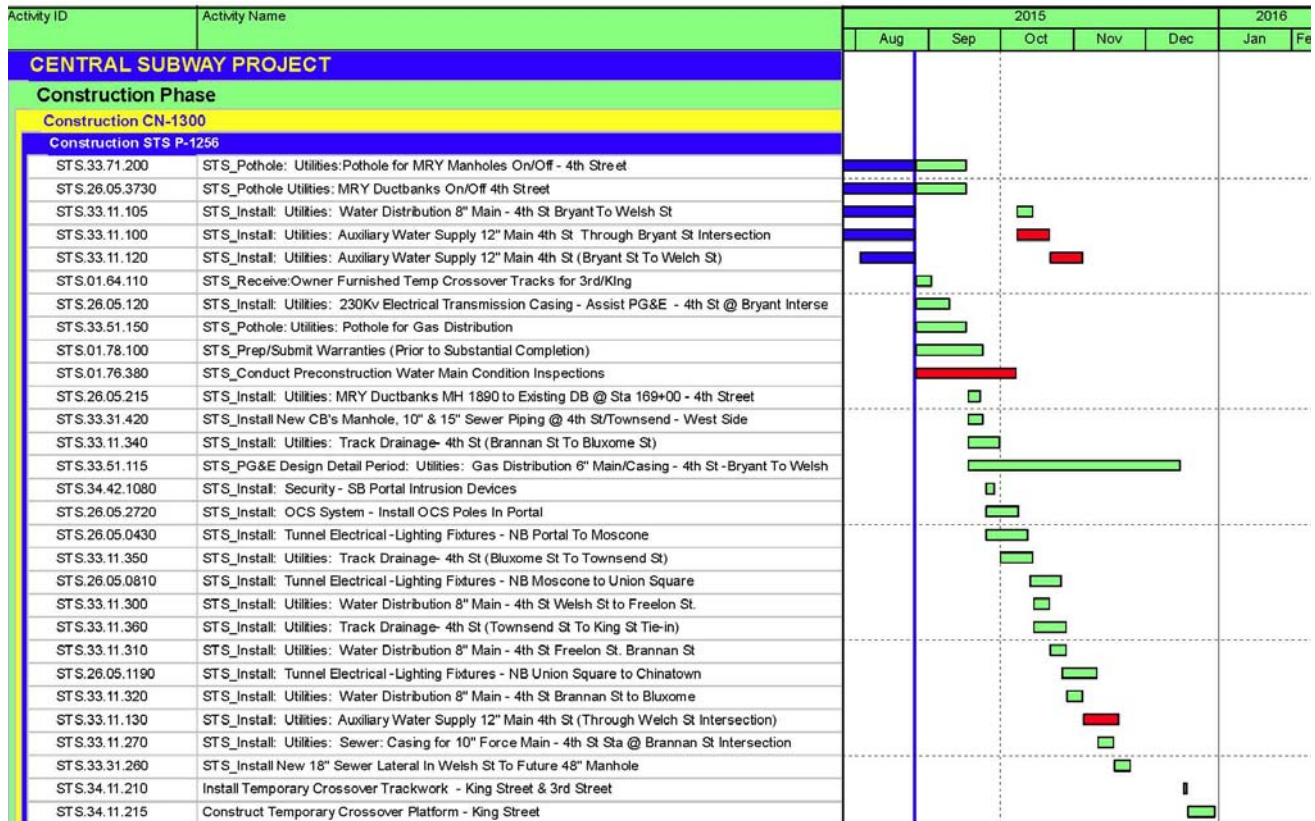 Activity ID Activity Name 2015 2016
Aug Sep Oct Nov Dec Jan Fe
CENTRAL SUBWAY PROJECT
Construction Phase
Construction CN-1300
Construction STS P-1256
STS.33.71.200 STS_Pothole: Utilities:Pothole for MRY Manholes On/Off - 4th Street
STS.26.05.3730 STS_Pothole Utilities: MRY Ductbanks On/Off 4th Street
STS.33.11.105 STS_Install: Utilities: Water Distribution 8" Main - 4th St Bryant To Welsh St
STS.33.11.100 STS_Install: Utilities: Auxiliary Water Supply 12" Main 4th St Through Bryant St Intersection
STS.33.11.120 STS_Install: Utilities: Auxiliary Water Supply 12" Main 4th St (Bryant St To Welch St)
STS.01.64.110 STS_Receive:Owner Furnished Temp Crossover Tracks for 3rd/KIng
STS.26.05.120 STS_Install: Utilities: 230Kv Electrical Transmission Casing - Assist PG&E - 4th St @ Bryant Interse
STS.33.51.150 STS_Pothole: Utilities: Pothole for Gas Distribution
STS.01.78.100 STS_Prep/Submit Warranties (Prior to Substantial Completion)
STS.01.76.380 STS_Conduct Preconstruction Water Main Condition Inspections
STS.26.05.215 STS_Install: Utilities: MRY Ductbanks MH 1890 to Existing DB @ Sta 169+00 - 4th Street
STS.33.31.420 STS_Install New CB's Manhole, 10" & 15" Sewer Piping @ 4th St/Townsend - West Side
STS.33.11.340 STS_Install: Utilities: Track Drainage- 4th St (Brannan St To Bluxome St)
STS.33.51.115 STS_PG&E Design Detail Period: Utilities: Gas Distribution 6" Main/Casing - 4th St -Bryant To Welsh
STS.34.42.1080 STS_Install: Security - SB Portal Intrusion Devices
STS.26.05.2720 STS_Install: OCS System - Install OCS Poles In Portal
STS.26.05.0430 STS_Install: Tunnel Electrical -Lighting Fixtures - NB Portal To Moscone
STS.33.11.350 STS_Install: Utilities: Track Drainage- 4th St (Bluxome St To Townsend St)
STS.26.05.0810 STS_Install: Tunnel Electrical -Lighting Fixtures - NB Moscone to Union Square
STS.33.11.300 STS_Install: Utilities: Water Distribution 8" Main - 4th St Welsh St to Freelon St.
STS.33.11.360 STS_Install: Utilities: Track Drainage- 4th St (Townsend St To King St Tie-in)
STS.33.11.310 STS_Install: Utilities: Water Distribution 8" Main - 4th St Freelon St. Brannan St
STS.26.05.1190 STS_Install: Tunnel Electrical -Lighting Fixtures - NB Union Square to Chinatown
STS.33.11.320 STS_Install: Utilities: Water Distribution 8" Main - 4th St Brannan St to Bluxome
STS.33.11.130 STS_Install: Utilities: Auxiliary Water Supply 12" Main 4th St (Through Welch St Intersection)
STS.33.11.270 STS_Install: Utilities: Sewer: Casing for 10" Force Main - 4th St Sta @ Brannan St Intersection
STS.33.31.260 STS_Install New 18" Sewer Lateral In Welsh St To Future 48" Manhole
STS.34.11.210 Install Temporary Crossover Trackwork - King Street & 3rd Street
STS.34.11.215 Construct Temporary Crossover Platform - King Street